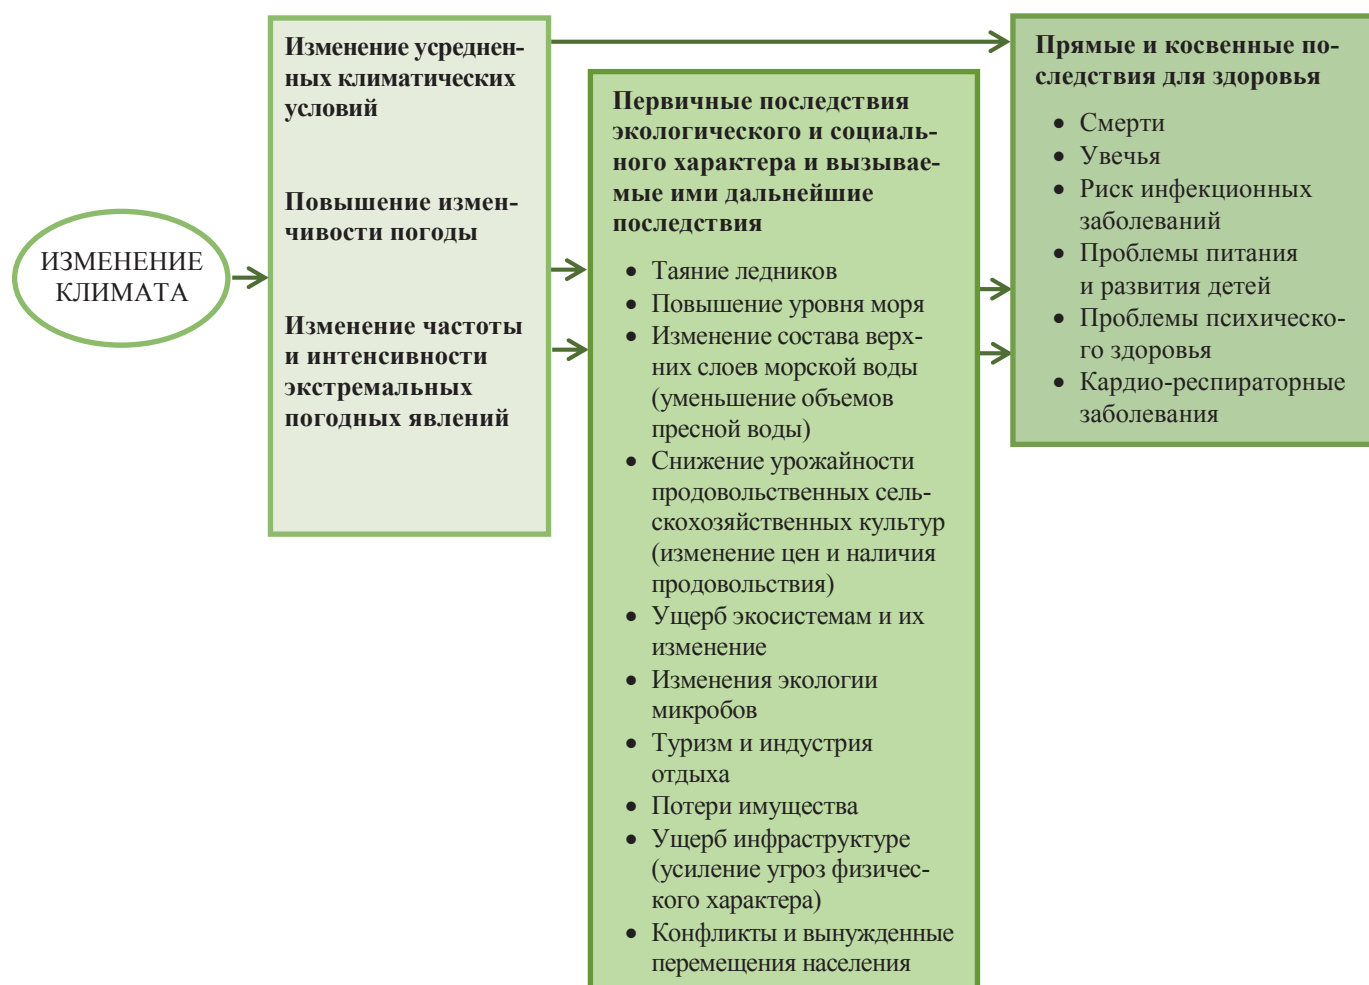 ИЗМЕНЕНИЕ
КЛИМАТА
Изменение усреднен-
ных климатических
условий
Повышение измен-
чивости погоды
Изменение частоты
и интенсивности
экстремальных
погодных явлений
Первичные последствия
экологического и социаль-
ного характера и вызывае-
мые ими дальнейшие
последствия
• Таяние ледников
• Повышение уровня моря
• Изменение состава верх-
них слоев морской воды
(уменьшение объемов
пресной воды)
• Снижение урожайности
продовольственных сель-
скохозяйственных культур
(изменение цен и наличия
продовольствия)
• Ущерб экосистемам и их
изменение
• Изменения экологии
микробов
• Туризм и индустрия
отдыха
• Потери имущества
• Ущерб инфраструктуре
(усиление угроз физичес-
кого характера)
• Конфликты и вынужденные
перемещения населения
Прямые и косвенные по-
следствия для здоровья
• Смерти
• Увечья
• Риск инфекционных
заболеваний
• Проблемы питания
и развития детей
• Проблемы психическо-
го здоровья
• Кардио-респираторные
заболевания